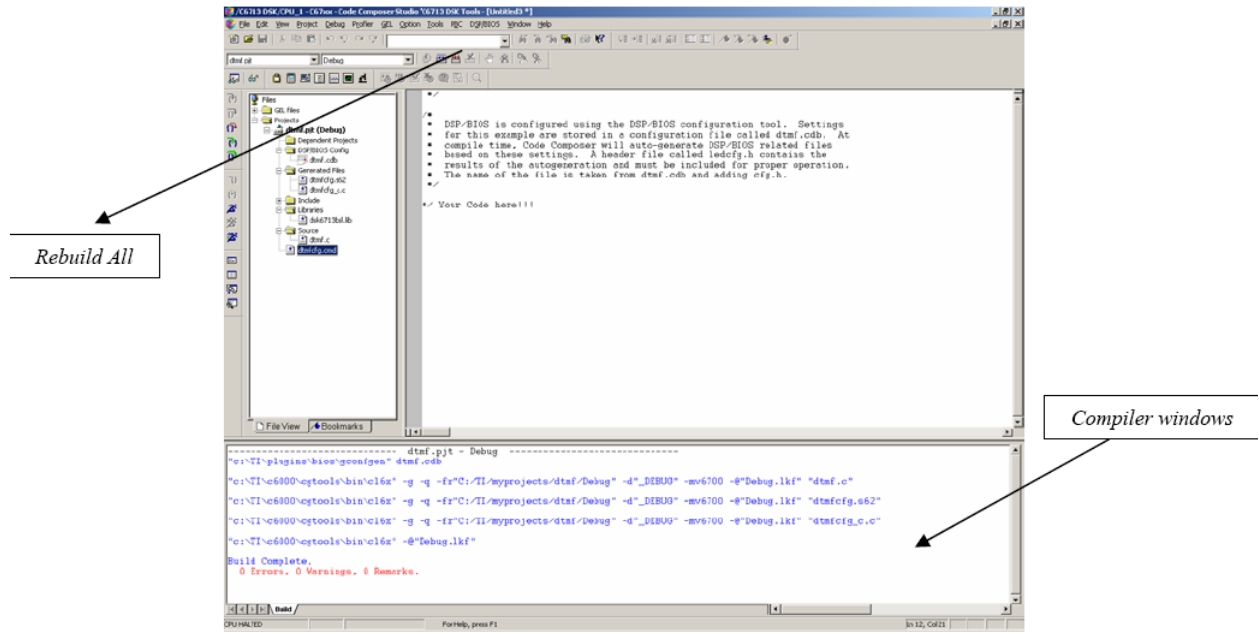 /C6713 DSK/CPU_1 - C67xx - Code Composer Studio 'C6713 DSK Tools - [Untitled3 *]
File Edit View Project Debug Profiler GEL Option Tools PBC DSP/BIOS Window Help
dtmf.pjt Debug
Files
GEL files
Projects
dtmf.pjt (Debug)
Dependent Projects
DSP/BIOS Config
dtmf.cdb
Generated Files
dtmfcfg.s62
dtmfcfg_c.c
Include
Libraries
dsk6713bsl.lib
Source
dtmf.c
dtmfcfg.cmd
File View Bookmarks
*/
/*
* DSP/BIOS is configured using the DSP/BIOS configuration tool. Settings
* for this example are stored in a configuration file called dtmf.cdb. At
* compile time, Code Composer will auto-generate DSP/BIOS related files
* based on these settings. A header file called ledcfg.h contains the
* results of the autogeneration and must be included for proper operation.
* The name of the file is taken from dtmf.cdb and adding cfg.h.
*/
*/ Your Code here!!!
Rebuild All
Compiler windows
---------------------------- dtmf.pjt - Debug ----------------------------
"c:\TI\plugins\bios\gconfgen" dtmf.cdb
"c:\TI\c6000\cgtools\bin\cl6x" -g -q -fr"C:/TI/myprojects/dtmf/Debug" -d"_DEBUG" -mv6700 -@"Debug.lkf" "dtmf.c"
"c:\TI\c6000\cgtools\bin\cl6x" -g -q -fr"C:/TI/myprojects/dtmf/Debug" -d"_DEBUG" -mv6700 -@"Debug.lkf" "dtmfcfg.s62"
"c:\TI\c6000\cgtools\bin\cl6x" -g -q -fr"C:/TI/myprojects/dtmf/Debug" -d"_DEBUG" -mv6700 -@"Debug.lkf" "dtmfcfg_c.c"
"c:\TI\c6000\cgtools\bin\cl6x" -@"Debug.lkf"
Build Complete,
0 Errors, 0 Warnings, 0 Remarks.
Build
CPU HALTED For Help, press F1 Ln 12, Col 21